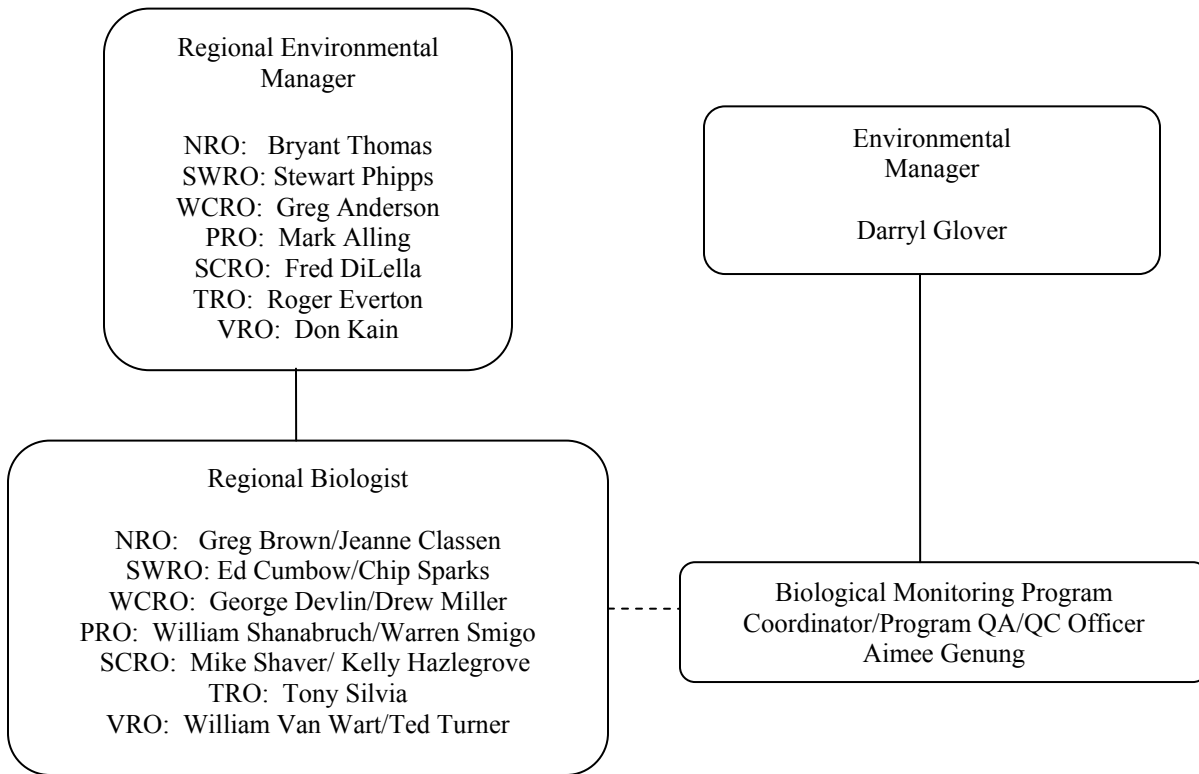 Regional Environmental
Manager
NRO: Bryant Thomas
SWRO: Stewart Phipps
WCRO: Greg Anderson
PRO: Mark Alling
SCRO: Fred DiLella
TRO: Roger Everton
VRO: Don Kain
Environmental
Manager
Darryl Glover
Regional Biologist
NRO: Greg Brown/Jeanne Classen
SWRO: Ed Cumbow/Chip Sparks
WCRO: George Devlin/Drew Miller
PRO: William Shanabruch/Warren Smigo
SCRO: Mike Shaver/ Kelly Hazlegrove
TRO: Tony Silvia
VRO: William Van Wart/Ted Turner
Biological Monitoring Program
Coordinator/Program QA/QC Officer
Aimee Genung